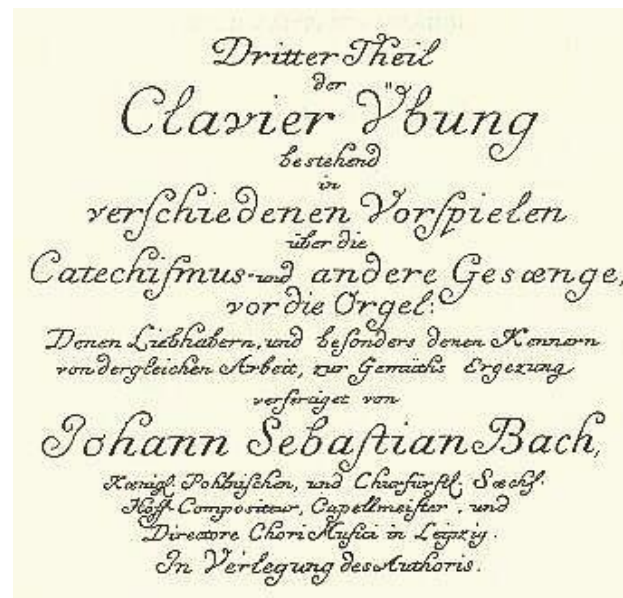 Dritter Theil
der
Clavier Übung
bestehend
in
verſchiedenen Vorſpielen
über die
Catechiſmus- und andere Geſænge,
vor die Orgel:
Denen Liebhabern, und beſonders denen Kennern
von dergleichen Arbeit, zur Gemüths Ergezung
verfertiget von
Johann Sebaſtian Bach,
Kœnigl. Pohlniſchen, und Churfürſtl. Sæchſ.
Hoff-Compositeur, Capellmeiſter, und
Directore Chori Muſici in Leipzig.
In Verlegung des Authoris.